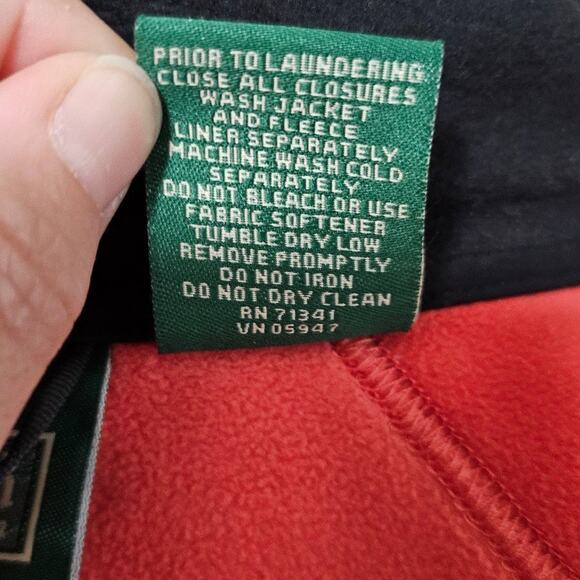 PRIOR TO LAUNDERING
CLOSE ALL CLOSURES
WASH JACKET
AND FLEECE
LINER SEPARATELY
MACHINE WASH COLD
SEPARATELY
DO NOT BLEACH OR USE
FABRIC SOFTENER
TUMBLE DRY LOW
REMOVE PROMPTLY
DO NOT IRON
DO NOT DRY CLEAN
RN 71341
VN 05947